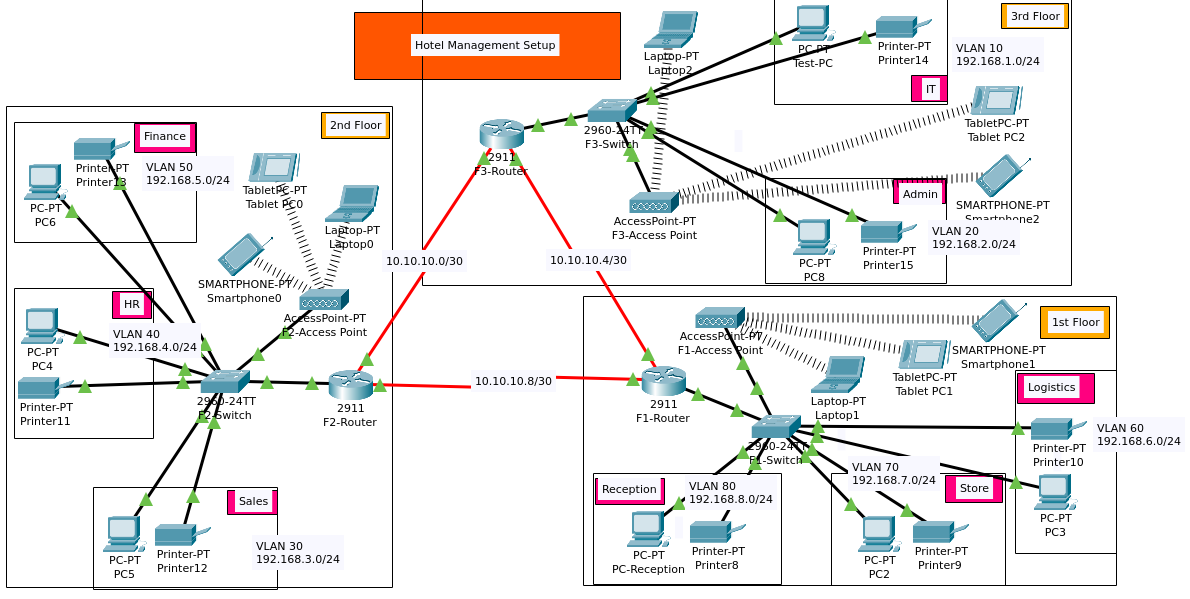 Hotel Management Setup
3rd Floor
Laptop-PT
Laptop2
PC-PT
Test-PC
Printer-PT
Printer14
VLAN 10
192.168.1.0/24
IT
2960-24TT
F3-Switch
TabletPC-PT
Tablet PC2
2911
F3-Router
AccessPoint-PT
F3-Access Point
Admin
SMARTPHONE-PT
Smartphone2
VLAN 20
192.168.2.0/24
PC-PT
PC8
Printer-PT
Printer15
2nd Floor
Finance
Printer-PT
Printer13
VLAN 50
192.168.5.0/24
PC-PT
PC6
TabletPC-PT
Tablet PC0
Laptop-PT
Laptop0
SMARTPHONE-PT
Smartphone0
AccessPoint-PT
F2-Access Point
HR
VLAN 40
192.168.4.0/24
PC-PT
PC4
Printer-PT
Printer11
2960-24TT
F2-Switch
2911
F2-Router
Sales
PC-PT
PC5
Printer-PT
Printer12
VLAN 30
192.168.3.0/24
10.10.10.0/30
10.10.10.4/30
10.10.10.8/30
1st Floor
AccessPoint-PT
F1-Access Point
SMARTPHONE-PT
Smartphone1
TabletPC-PT
Tablet PC1
Laptop-PT
Laptop1
2911
F1-Router
2960-24TT
F1-Switch
Logistics
Printer-PT
Printer10
VLAN 60
192.168.6.0/24
PC-PT
PC3
VLAN 70
192.168.7.0/24
Store
PC-PT
PC2
Printer-PT
Printer9
Reception
VLAN 80
192.168.8.0/24
PC-PT
PC-Reception
Printer-PT
Printer8